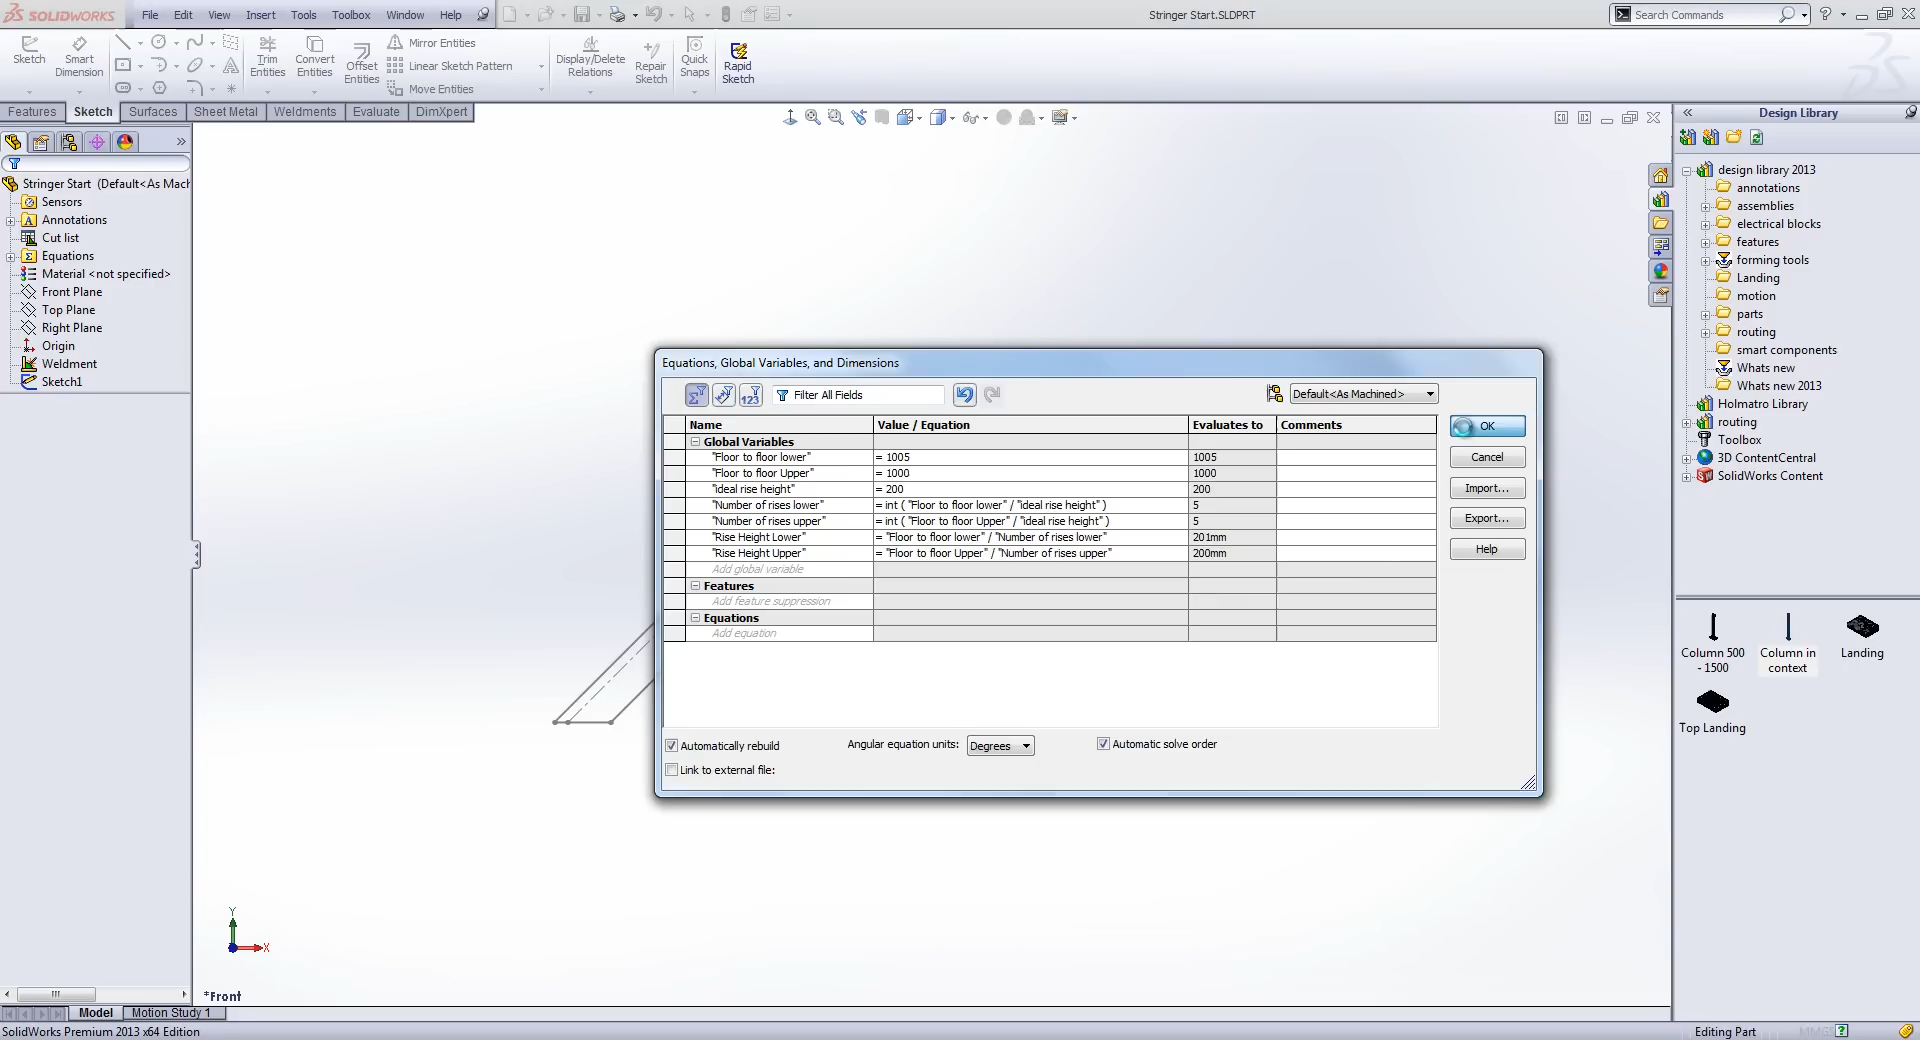 SOLIDWORKS File Edit View Insert Tools Toolbox Window Help Stringer Start.SLDPRT Search Commands
Sketch Smart Dimension Trim Entities Convert Entities Offset Entities Mirror Entities Linear Sketch Pattern Move Entities Display/Delete Relations Repair Sketch Quick Snaps Rapid Sketch
Features Sketch Surfaces Sheet Metal Weldments Evaluate DimXpert
Stringer Start (Default<As Mach
Sensors
Annotations
Cut list
Equations
Material <not specified>
Front Plane
Top Plane
Right Plane
Origin
Weldment
Sketch1
Equations, Global Variables, and Dimensions
Filter All Fields Default<As Machined>
Name Value / Equation Evaluates to Comments
Global Variables
"Floor to floor lower" = 1005 1005
"Floor to floor Upper" = 1000 1000
"ideal rise height" = 200 200
"Number of rises lower" = int ( "Floor to floor lower" / "ideal rise height" ) 5
"Number of rises upper" = int ( "Floor to floor Upper" / "ideal rise height" ) 5
"Rise Height Lower" = "Floor to floor lower" / "Number of rises lower" 201mm
"Rise Height Upper" = "Floor to floor Upper" / "Number of rises upper" 200mm
Add global variable
Features
Add feature suppression
Equations
Add equation
OK
Cancel
Import...
Export...
Help
Automatically rebuild Angular equation units: Degrees Automatic solve order
Link to external file:
Design Library
design library 2013
annotations
assemblies
electrical blocks
features
forming tools
Landing
motion
parts
routing
smart components
Whats new
Whats new 2013
Holmatro Library
routing
Toolbox
3D ContentCentral
SolidWorks Content
Column 500 - 1500
Column in context
Landing
Top Landing
Y
X
*Front
Model Motion Study 1
SolidWorks Premium 2013 x64 Edition Editing Part MMGS